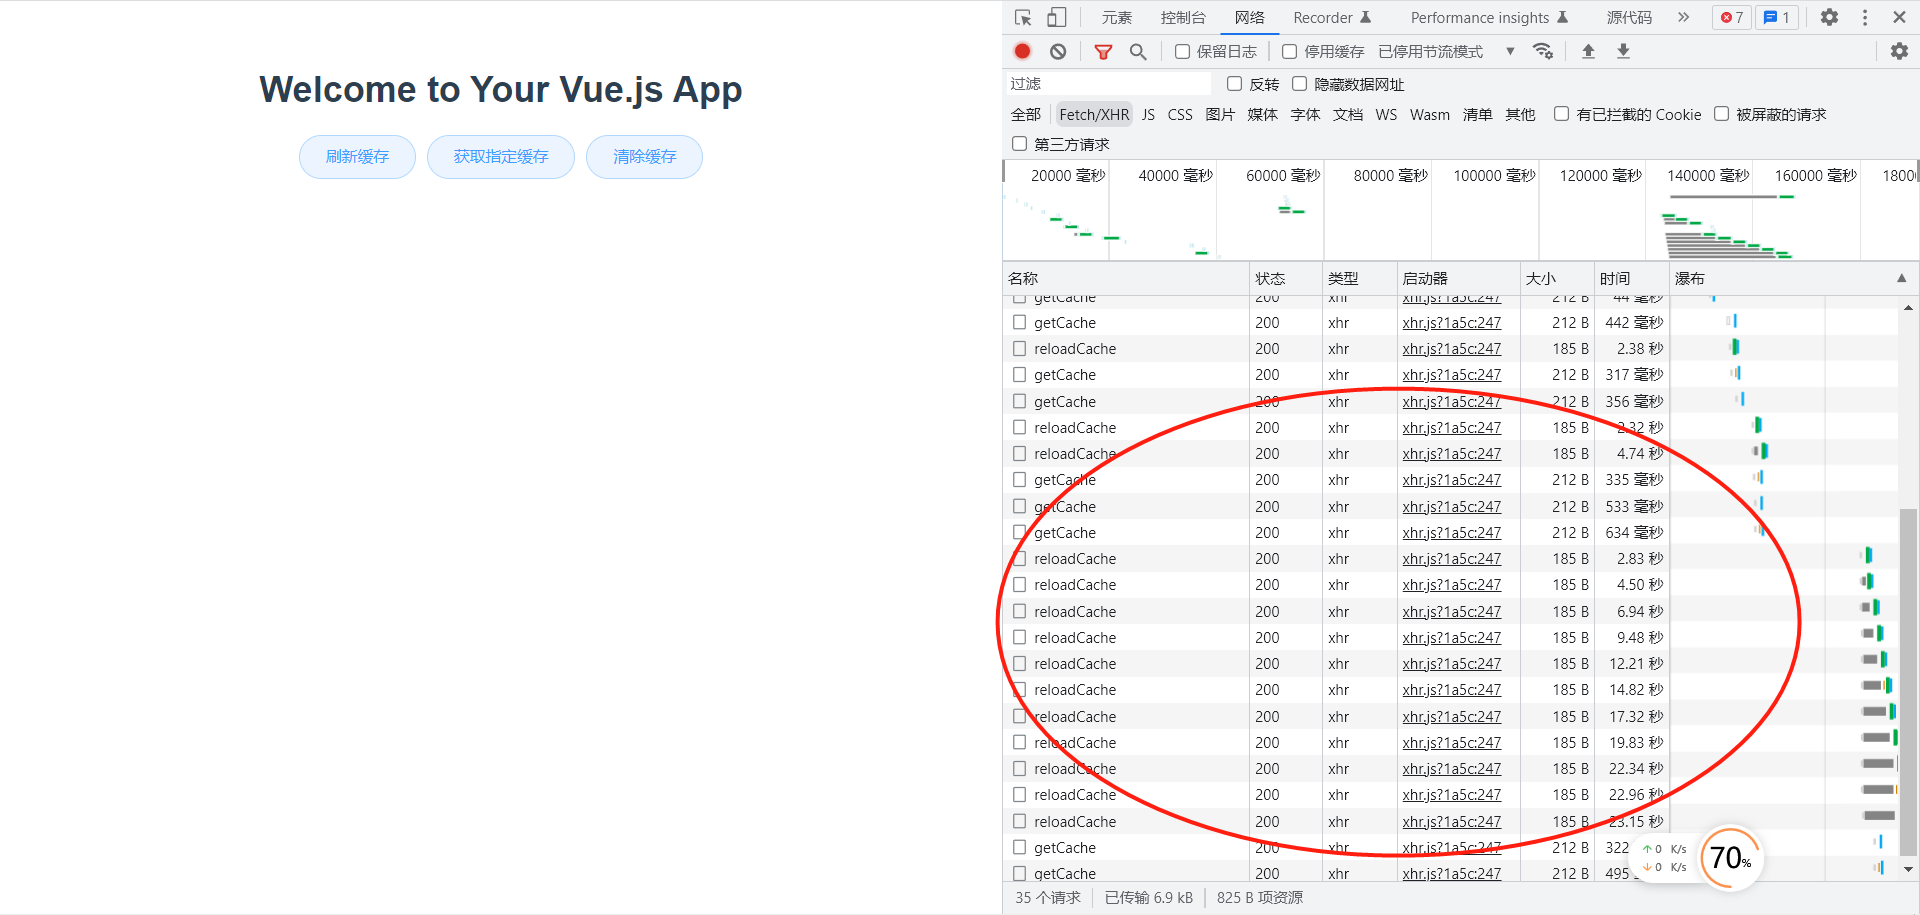 Welcome to Your Vue.js App
刷新缓存 获取指定缓存 清除缓存
元素 控制台 网络 Recorder Performance insights 源代码 » 7 1
保留日志 停用缓存 已停用节流模式
过滤 反转 隐藏数据网址
全部 Fetch/XHR JS CSS 图片 媒体 字体 文档 WS Wasm 清单 其他 有已拦截的 Cookie 被屏蔽的请求
第三方请求
20000 毫秒 40000 毫秒 60000 毫秒 80000 毫秒 100000 毫秒 120000 毫秒 140000 毫秒 160000 毫秒 1800
名称 状态 类型 启动器 大小 时间 瀑布
getCache 200 xhr xhr.js?1a5c:247 212 B 44 毫秒
getCache 200 xhr xhr.js?1a5c:247 212 B 442 毫秒
reloadCache 200 xhr xhr.js?1a5c:247 185 B 2.38 秒
getCache 200 xhr xhr.js?1a5c:247 212 B 317 毫秒
getCache 200 xhr xhr.js?1a5c:247 212 B 356 毫秒
reloadCache 200 xhr xhr.js?1a5c:247 185 B 2.32 秒
reloadCache 200 xhr xhr.js?1a5c:247 185 B 4.74 秒
getCache 200 xhr xhr.js?1a5c:247 212 B 335 毫秒
getCache 200 xhr xhr.js?1a5c:247 212 B 533 毫秒
getCache 200 xhr xhr.js?1a5c:247 212 B 634 毫秒
reloadCache 200 xhr xhr.js?1a5c:247 185 B 2.83 秒
reloadCache 200 xhr xhr.js?1a5c:247 185 B 4.50 秒
reloadCache 200 xhr xhr.js?1a5c:247 185 B 6.94 秒
reloadCache 200 xhr xhr.js?1a5c:247 185 B 9.48 秒
reloadCache 200 xhr xhr.js?1a5c:247 185 B 12.21 秒
reloadCache 200 xhr xhr.js?1a5c:247 185 B 14.82 秒
reloadCache 200 xhr xhr.js?1a5c:247 185 B 17.32 秒
reloadCache 200 xhr xhr.js?1a5c:247 185 B 19.83 秒
reloadCache 200 xhr xhr.js?1a5c:247 185 B 22.34 秒
reloadCache 200 xhr xhr.js?1a5c:247 185 B 22.96 秒
reloadCache 200 xhr xhr.js?1a5c:247 185 B 23.15 秒
getCache 200 xhr xhr.js?1a5c:247 212 B 322
getCache 200 xhr xhr.js?1a5c:247 212 B 495
↑ 0 K/s
↓ 0 K/s
70%
35 个请求 已传输 6.9 kB 825 B 项资源